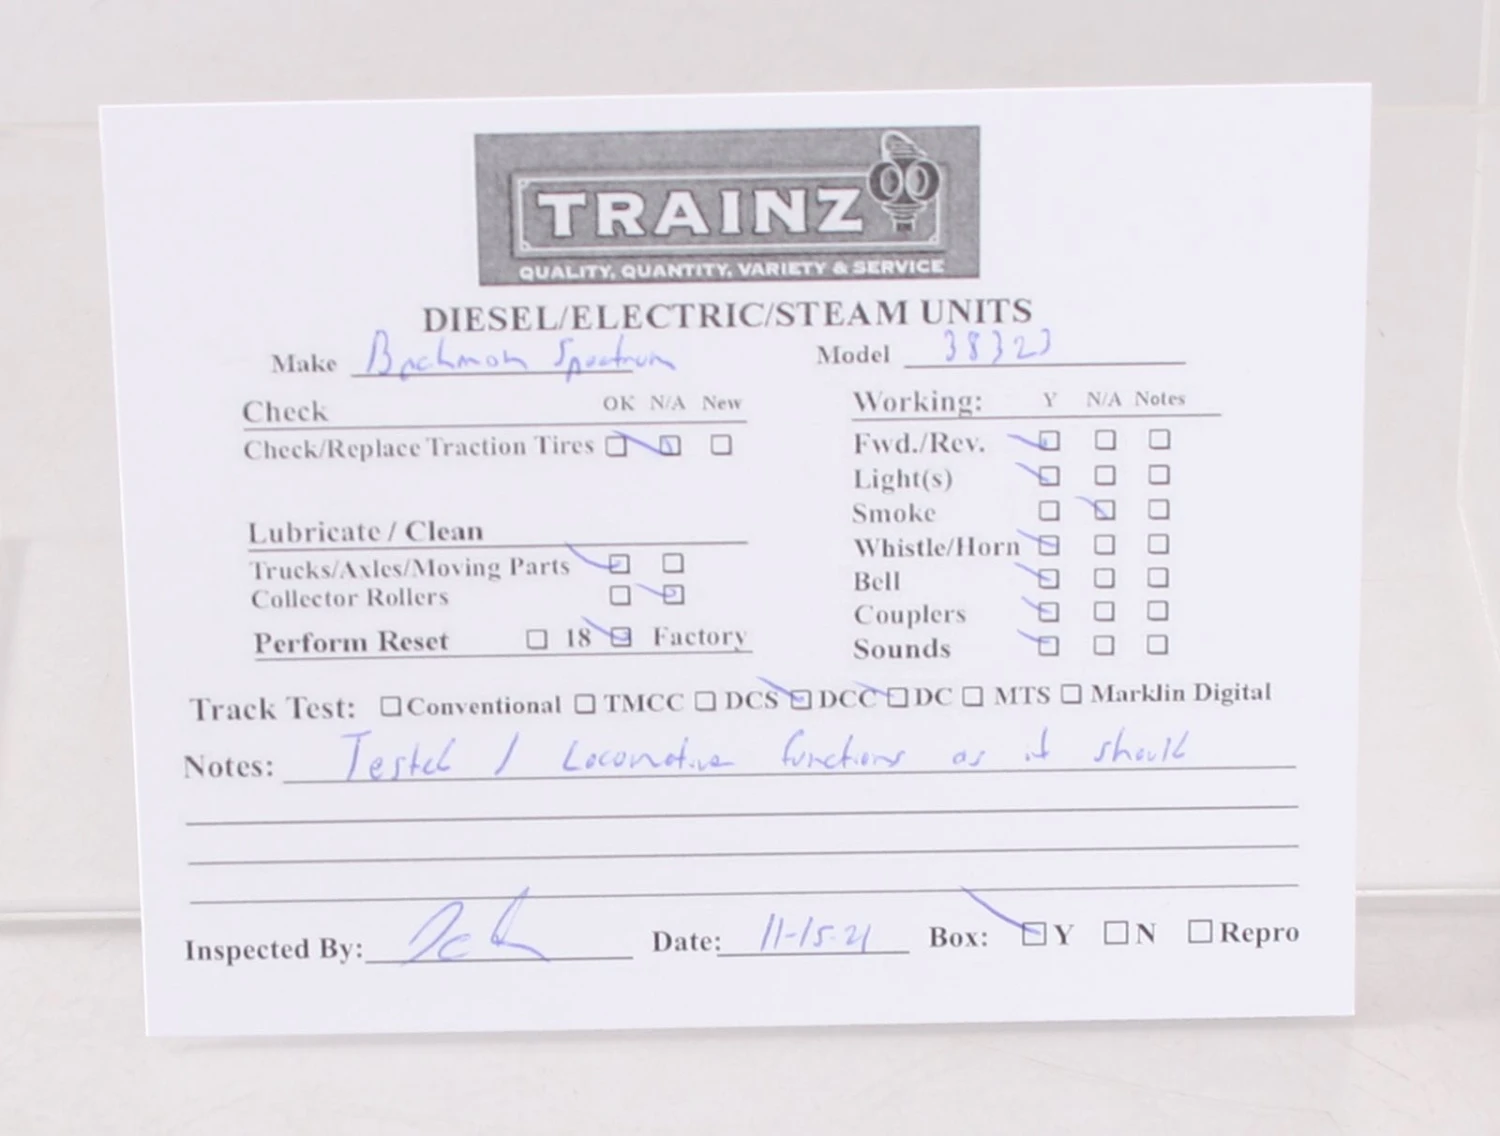 TRAINZ
QUALITY, QUANTITY, VARIETY & SERVICE
DIESEL/ELECTRIC/STEAM UNITS
Make Bachman Spectrum Model 38323
Check OK N/A New Working: Y N/A Notes
Check/Replace Traction Tires ☐ ☑ ☐ Fwd./Rev. ☑ ☐ ☐
Light(s) ☑ ☐ ☐
Smoke ☐ ☑ ☐
Lubricate / Clean Whistle/Horn ☑ ☐ ☐
Trucks/Axles/Moving Parts ☑ ☐ Bell ☑ ☐ ☐
Collector Rollers ☐ ☑ Couplers ☑ ☐ ☐
Perform Reset ☐ 18 ☑ Factory Sounds ☑ ☐ ☐
Track Test: ☐ Conventional ☐ TMCC ☐ DCS ☑ DCC ☑ DC ☐ MTS ☐ Marklin Digital
Notes: Tested / Locomotive functions as it should
Inspected By: Date: 11-15-21 Box: ☑ Y ☐ N ☐ Repro